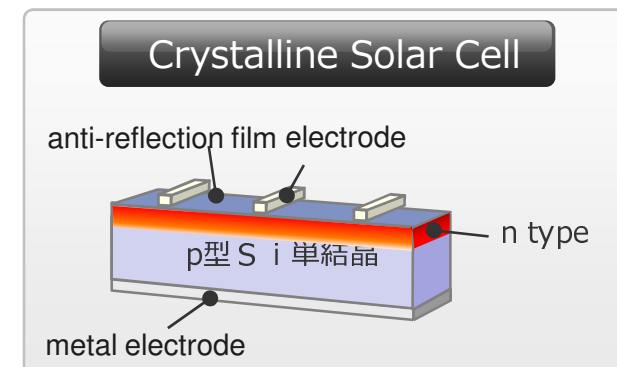 Crystalline Solar Cell
anti-reflection film electrode
n type
p型Ｓｉ単結晶
metal electrode